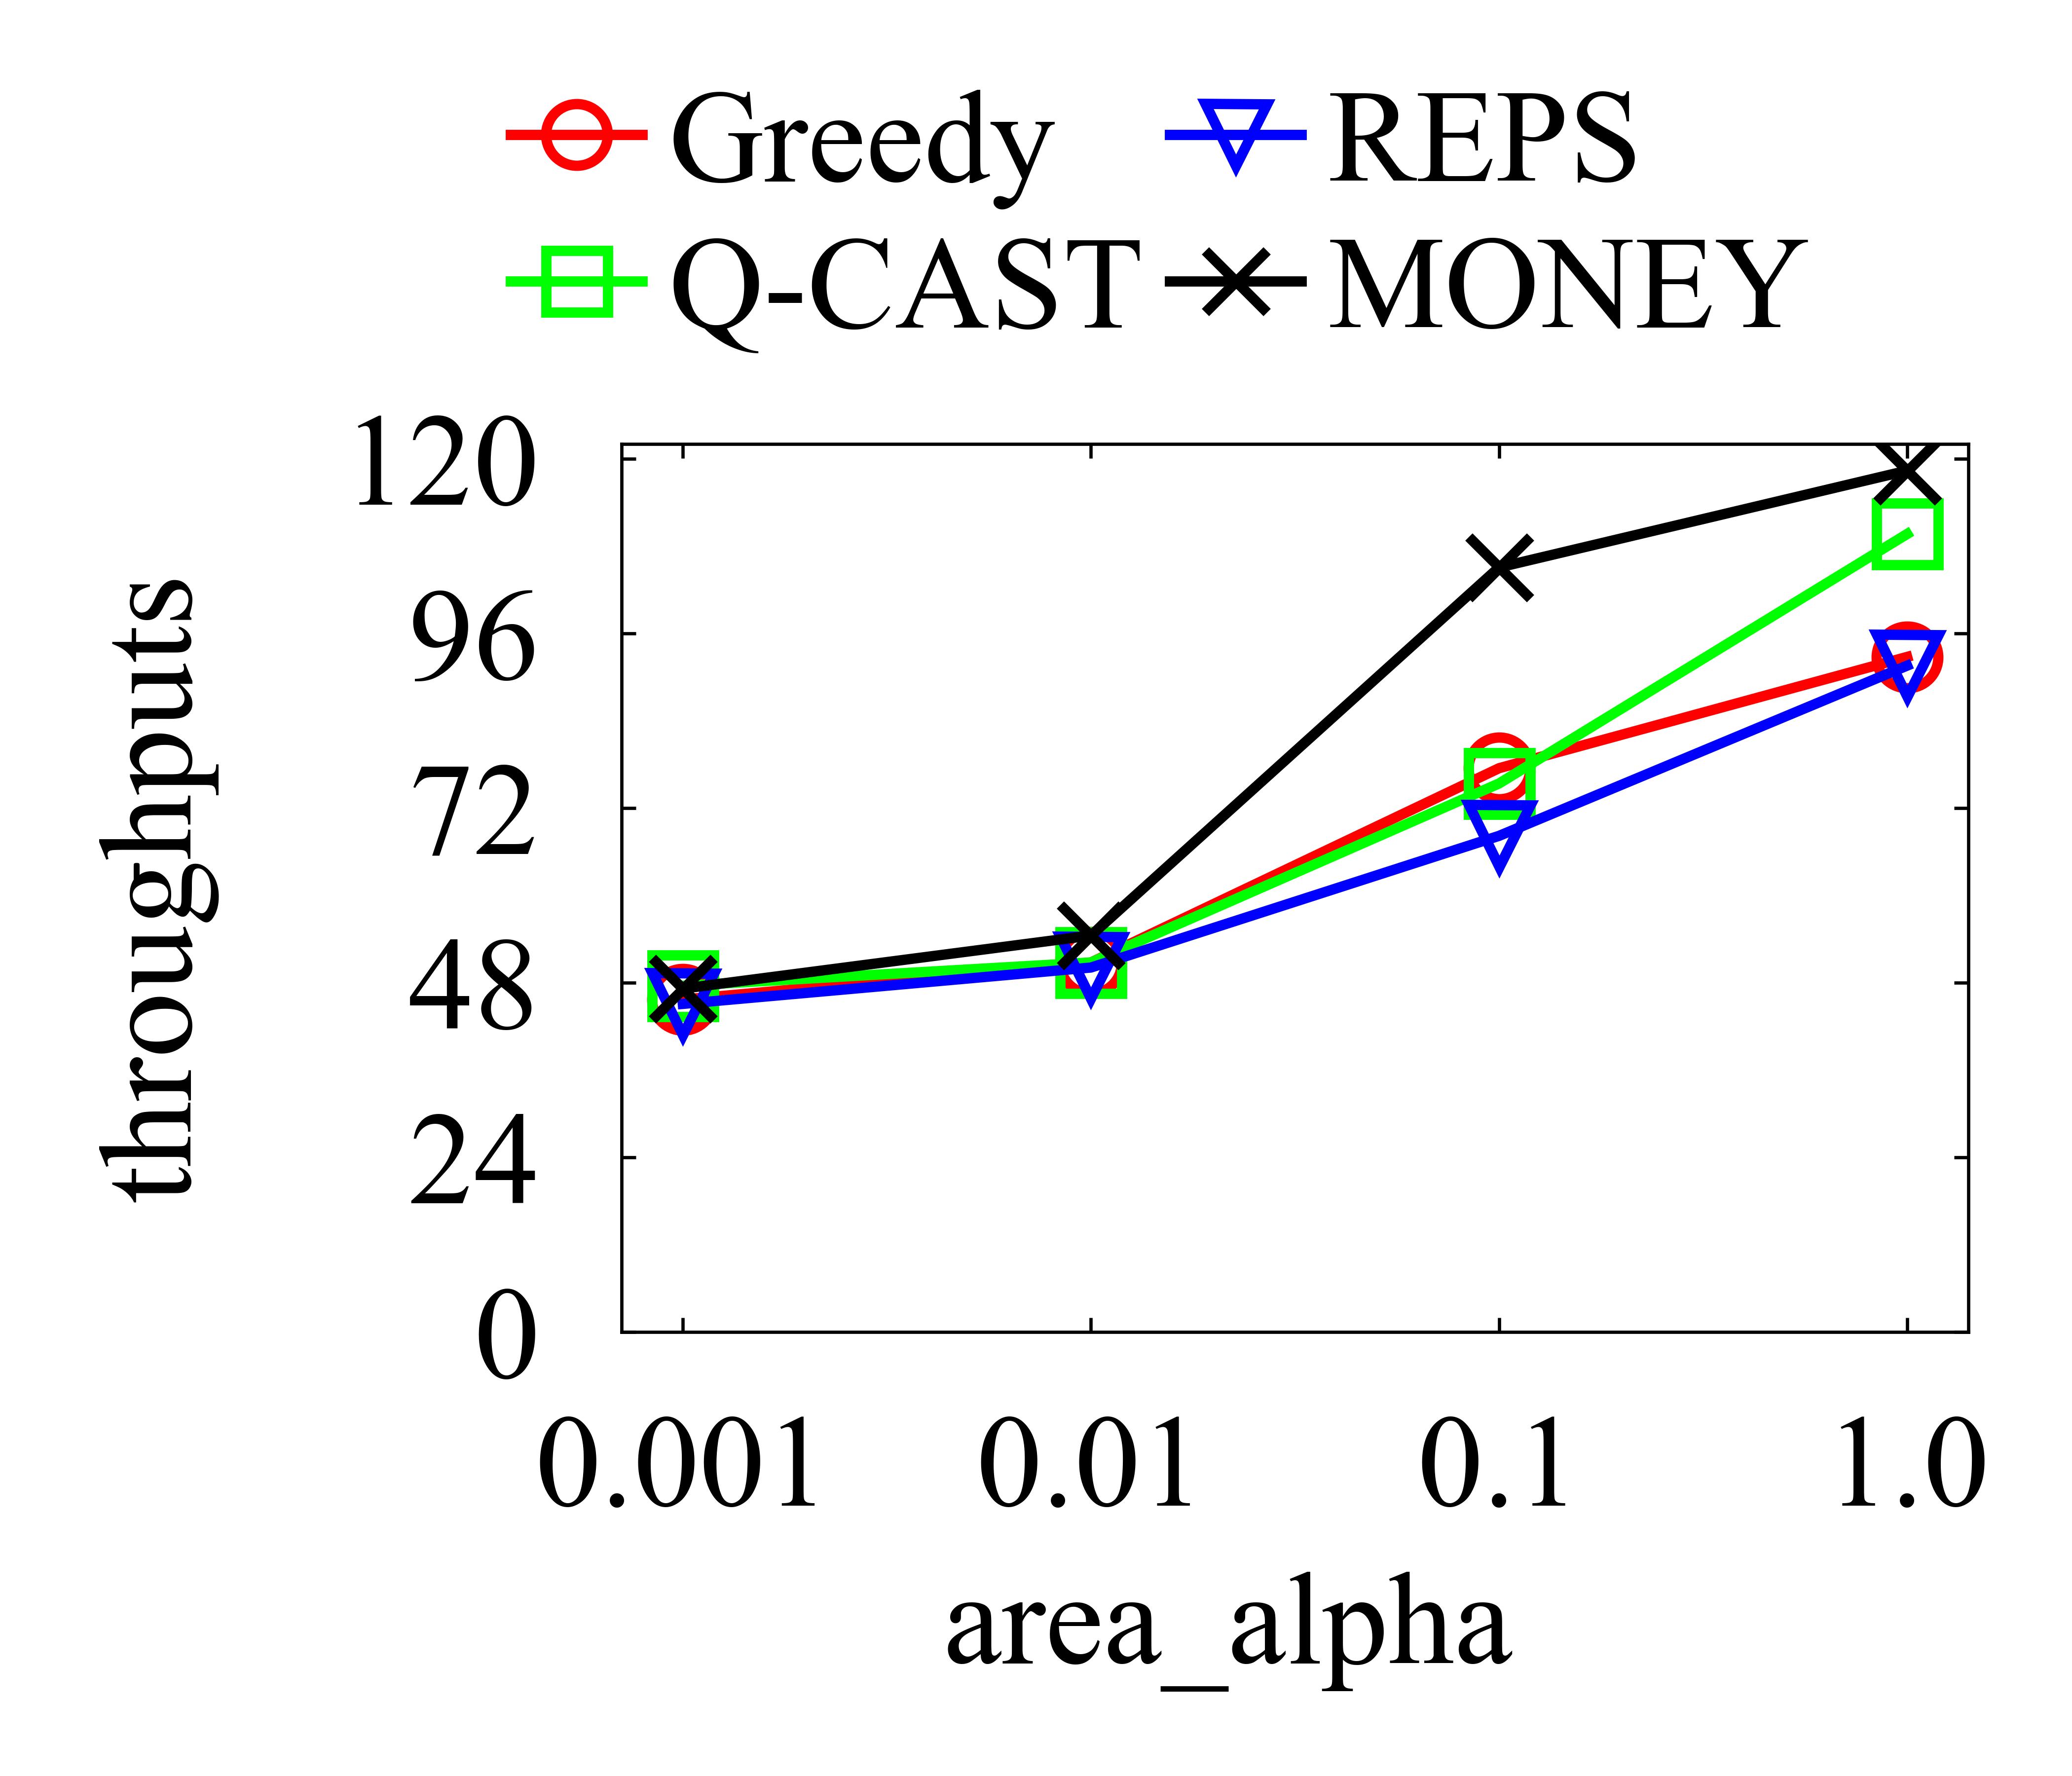 Greedy REPS
Q-CAST MONEY
throughputs
120
96
72
48
24
0
0.001 0.01 0.1 1.0
area_alpha